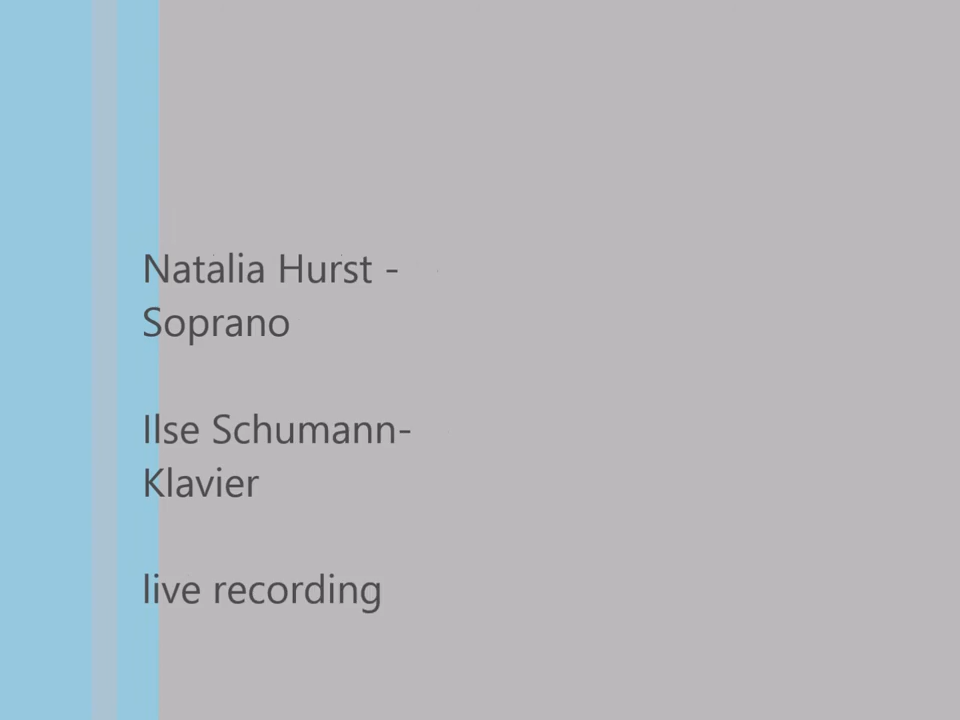 Natalia Hurst -
Soprano
Ilse Schumann-
Klavier
live recording